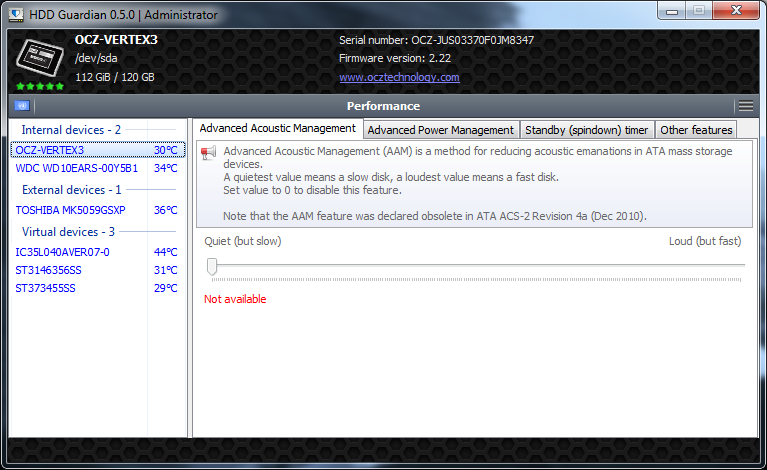 HDD Guardian 0.5.0 | Administrator
OCZ-VERTEX3
/dev/sda
112 GiB / 120 GB
Serial number: OCZ-JUS03370F0JM8347
Firmware version: 2.22
www.ocztechnology.com
Performance
Internal devices - 2
OCZ-VERTEX3 30°C
WDC WD10EARS-00Y5B1 34°C
External devices - 1
TOSHIBA MK5059GSXP 36°C
Virtual devices - 3
IC35L040AVER07-0 44°C
ST3146356SS 31°C
ST373455SS 29°C
Advanced Acoustic Management Advanced Power Management Standby (spindown) timer Other features
Advanced Acoustic Management (AAM) is a method for reducing acoustic emanations in ATA mass storage
devices.
A quietest value means a slow disk, a loudest value means a fast disk.
Set value to 0 to disable this feature.
Note that the AAM feature was declared obsolete in ATA ACS-2 Revision 4a (Dec 2010).
Quiet (but slow) Loud (but fast)
Not available